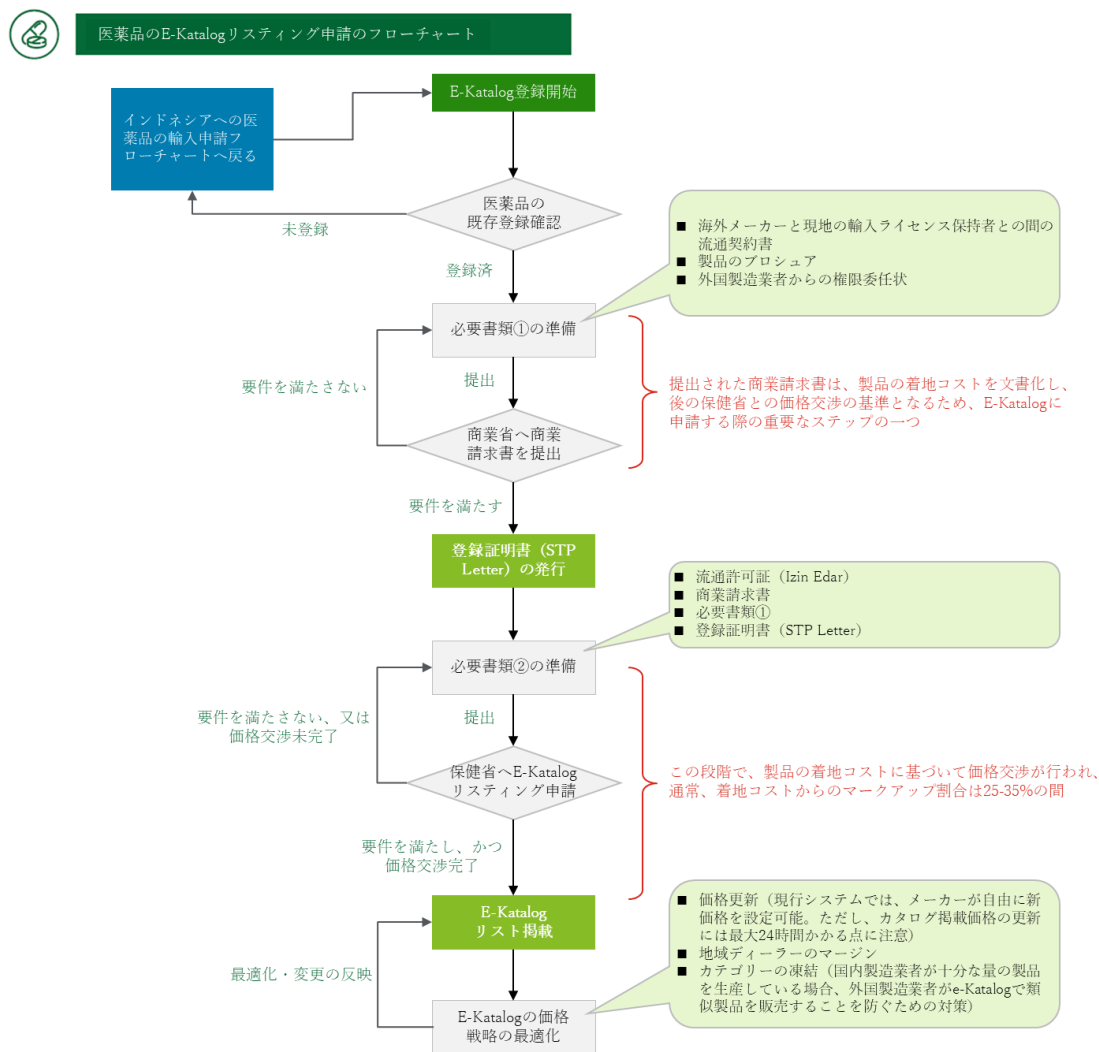 医薬品のE-Katalogリスティング申請のフローチャート
E-Katalog登録開始
インドネシアへの医
薬品の輸入申請フ
ローチャートへ戻る
医薬品の
既存登録確認
未登録
登録済
■ 海外メーカーと現地の輸入ライセンス保持者との間の
流通契約書
■ 製品のブロシュア
■ 外国製造業者からの権限委任状
必要書類①の準備
要件を満たさない
提出
提出された商業請求書は、製品の着地コストを文書化し、
後の保健省との価格交渉の基準となるため、E-Katalogに
申請する際の重要なステップの一つ
商業省へ商業
請求書を提出
要件を満たす
登録証明書（STP
Letter）の発行
■ 流通許可証（Izin Edar）
■ 商業請求書
■ 必要書類①
■ 登録証明書（STP Letter）
必要書類②の準備
要件を満たさない、又は
価格交渉未完了
提出
保健省へE-Katalog
リスティング申請
この段階で、製品の着地コストに基づいて価格交渉が行われ、
通常、着地コストからのマークアップ割合は25-35%の間
要件を満たし、かつ
価格交渉完了
E-Katalog
リスト掲載
■ 価格更新（現行システムでは、メーカーが自由に新
価格を設定可能。ただし、カタログ掲載価格の更新
には最大24時間かかる点に注意）
■ 地域ディーラーのマージン
■ カテゴリーの凍結（国内製造業者が十分な量の製品
を生産している場合、外国製造業者がe-Katalogで類
似製品を販売することを防ぐための対策）
最適化・変更の反映
E-Katalogの価格
戦略の最適化